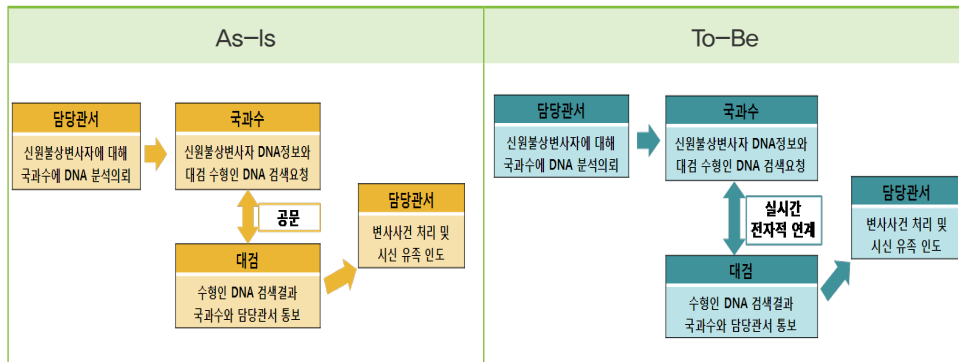 As–Is
담당관서
신원불상변사자에 대해
국과수에 DNA 분석의뢰
국과수
신원불상변사자 DNA정보와
대검 수형인 DNA 검색요청
공문
대검
수형인 DNA 검색결과
국과수와 담당관서 통보
담당관서
변사사건 처리 및
시신 유족 인도
To–Be
담당관서
신원불상변사자에 대해
국과수에 DNA 분석의뢰
국과수
신원불상변사자 DNA정보와
대검 수형인 DNA 검색요청
실시간
전자적 연계
대검
수형인 DNA 검색결과
국과수와 담당관서 통보
담당관서
변사사건 처리 및
시신 유족 인도